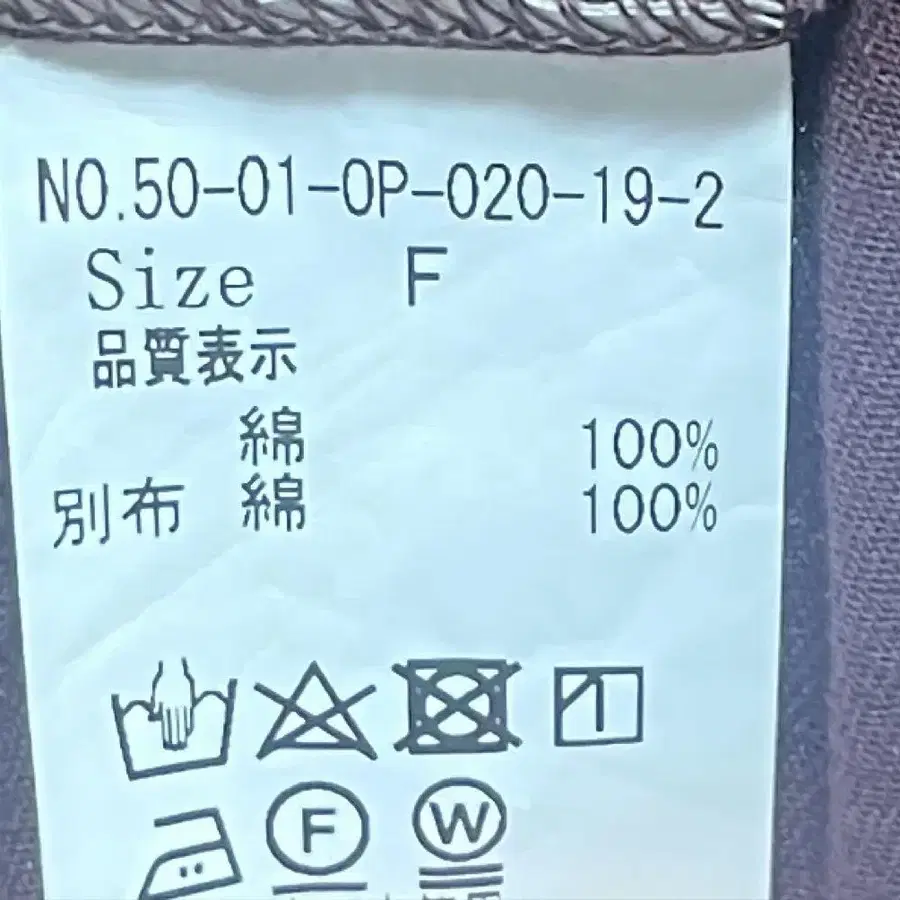 NO.50-01-OP-020-19-2
Size F
品質表示
綿 100%
別布 綿 100%
F W